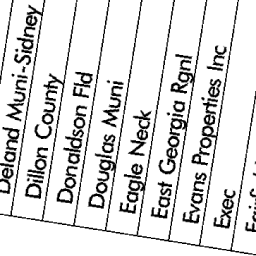 Deland Muni-Sidney
Dillon County
Donaldson Fld
Douglas Muni
Eagle Neck
East Georgia Rgnl
Evans Properties Inc
Exec